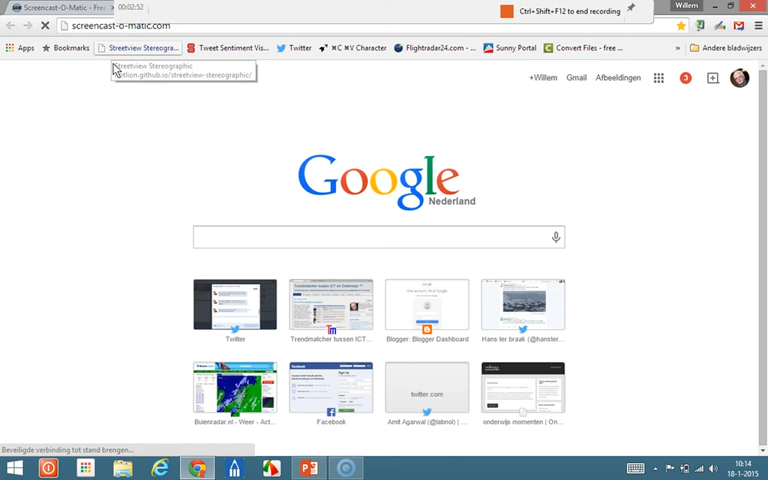 Screencast-O-Matic - Free
00:02:52
Ctrl+Shift+F12 to end recording
Willem
screencast-o-matic.com
Apps
Bookmarks
Streetview Stereogra...
Tweet Sentiment Vis...
Twitter
⌘C ⌘V Character
Flightradar24.com - ...
Sunny Portal
Convert Files - free ...
»
Andere bladwijzers
Streetview Stereographic
+Willem
Gmail
Afbeeldingen
3
Google
Nederland
Twitter
Trendmatcher tussen ICT...
Blogger: Blogger Dashboard
Hans ter braak (@hanster...
twitter.com
Buienradar.nl - Weer - Act...
Facebook
Amit Agarwal (@labnol) | ...
onderwijs momenten | On...
Beveiligde verbinding tot stand brengen...
10:14
18-1-2015